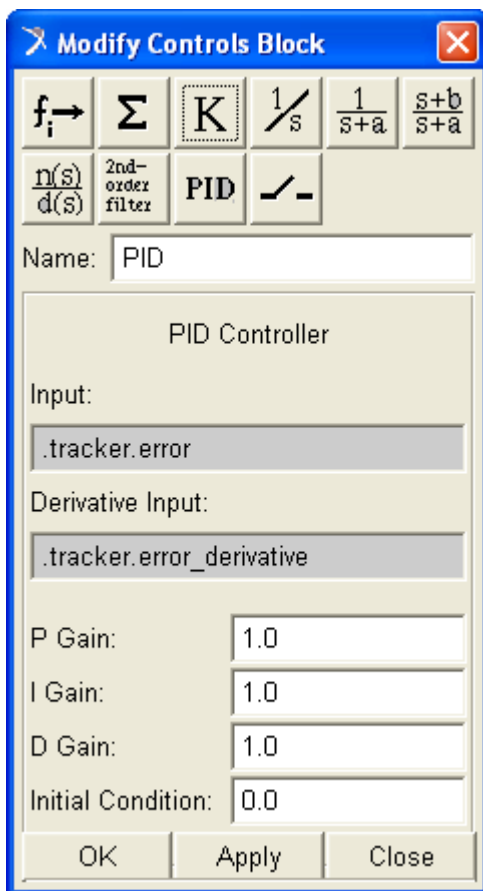 Modify Controls Block
fi→ Σ K 1/s 1/s+a s+b/s+a
n(s)/d(s) 2nd-order filter PID
Name: PID
PID Controller
Input:
.tracker.error
Derivative Input:
.tracker.error_derivative
P Gain: 1.0
I Gain: 1.0
D Gain: 1.0
Initial Condition: 0.0
OK Apply Close